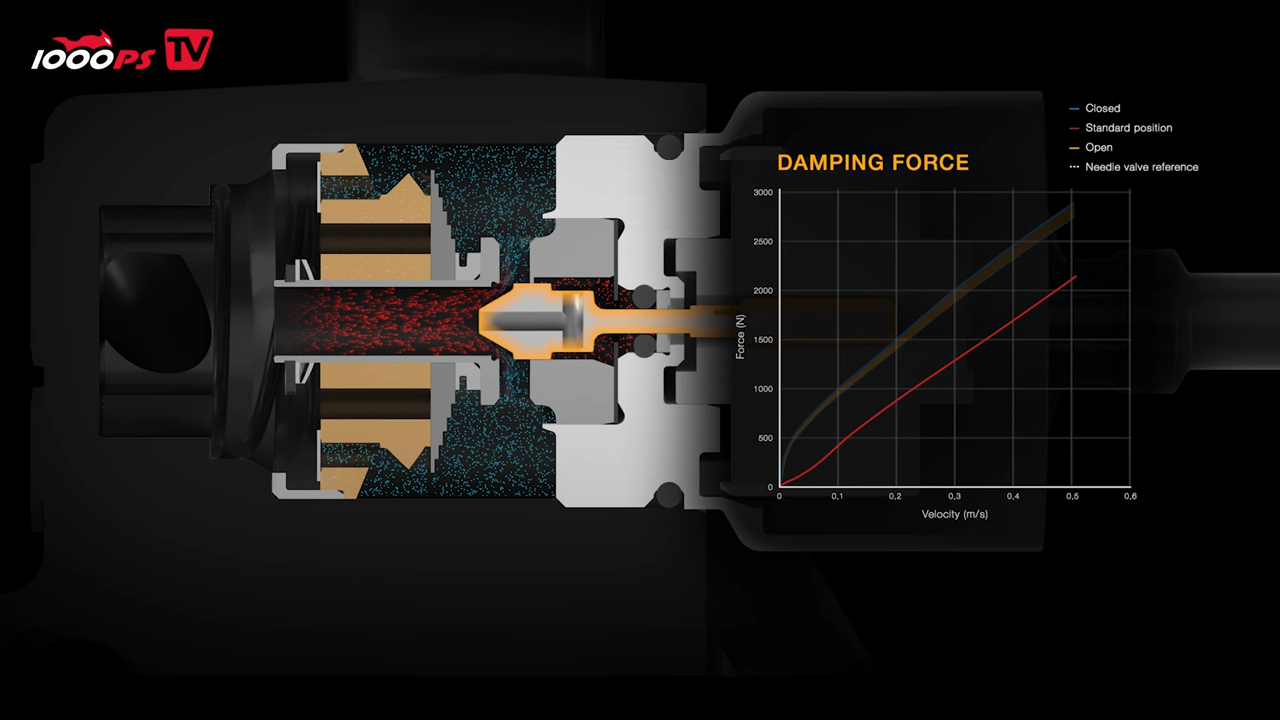 1000PS TV
Closed
Standard position
Open
Needle valve reference
DAMPING FORCE
3000
2500
2000
1500
1000
500
0
Force (N)
0 0,1 0,2 0,3 0,4 0,5 0,6
Velocity (m/s)